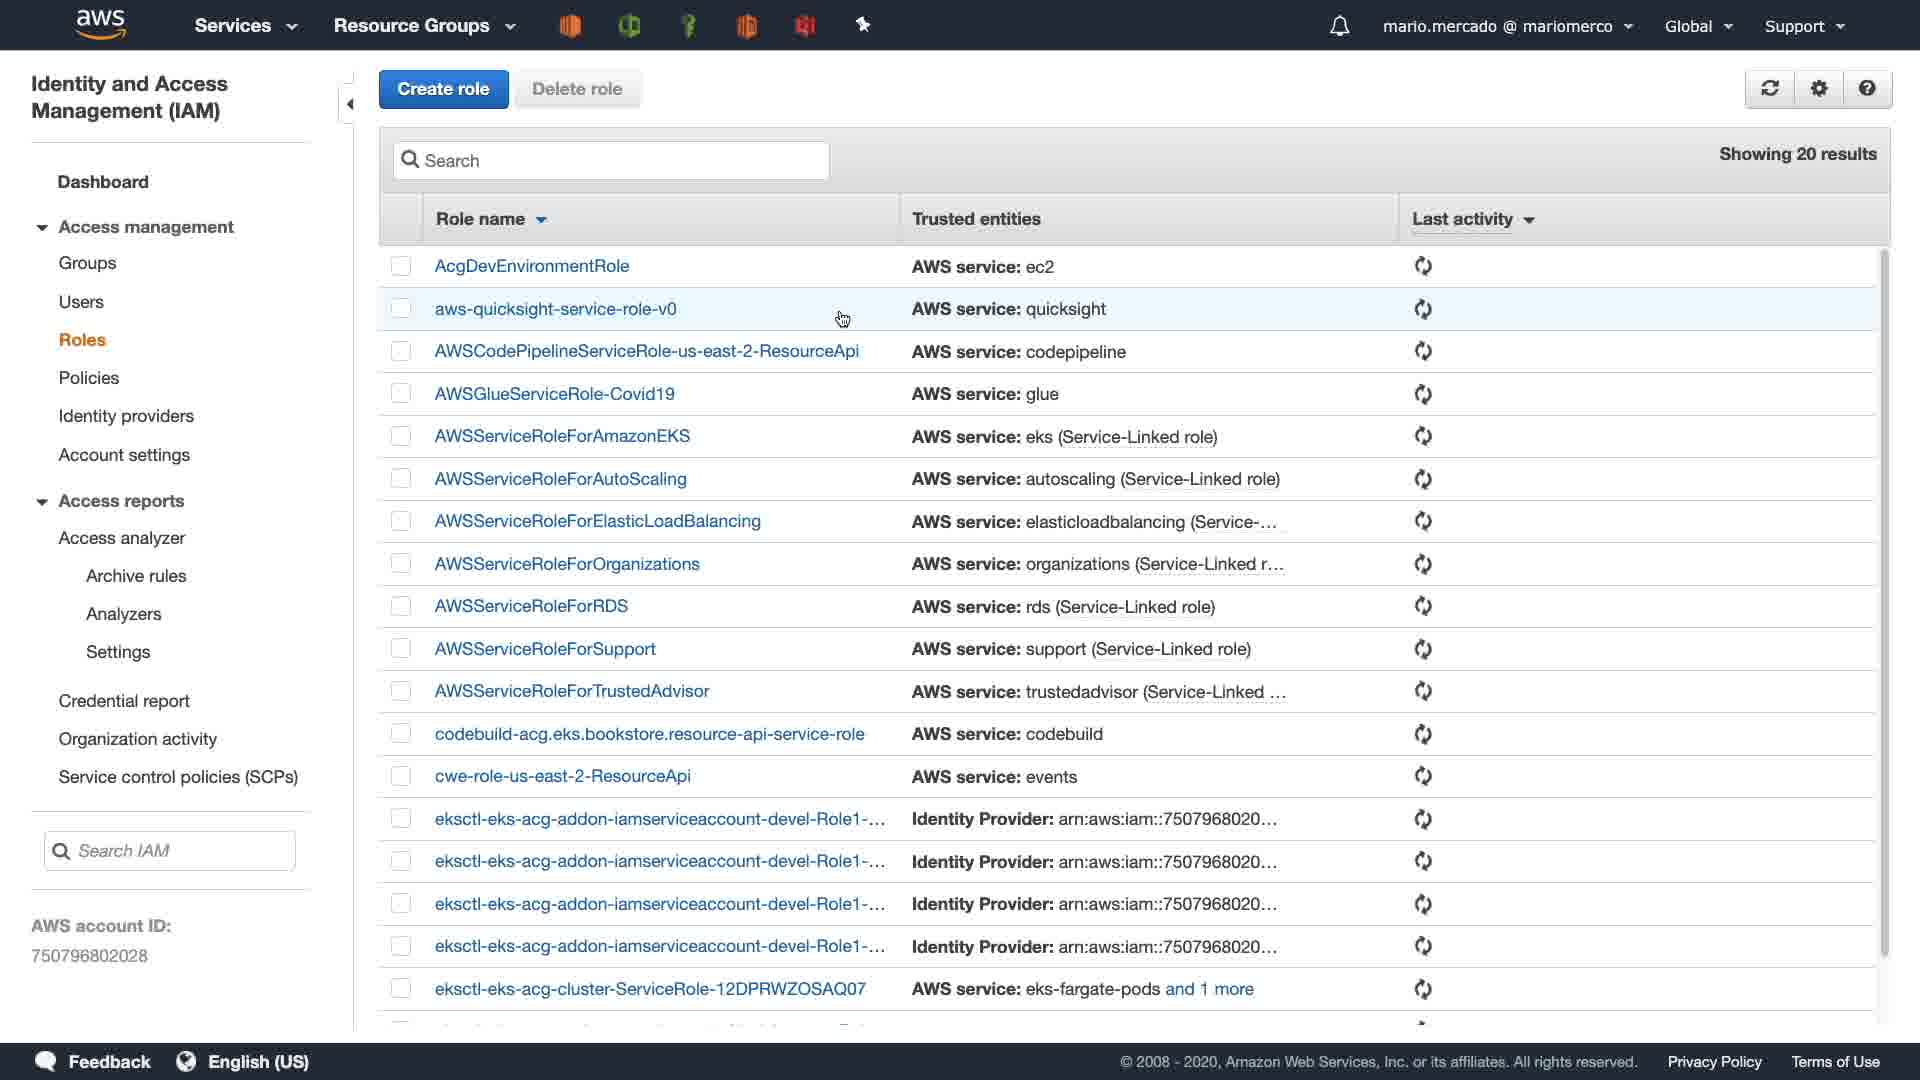 aws
Services
Resource Groups
mario.mercado @ mariomerco
Global
Support
Identity and Access
Management (IAM)
Dashboard
Access management
Groups
Users
Roles
Policies
Identity providers
Account settings
Access reports
Access analyzer
Archive rules
Analyzers
Settings
Credential report
Organization activity
Service control policies (SCPs)
Search IAM
AWS account ID:
750796802028
Create role
Delete role
Search
Showing 20 results
Role name
Trusted entities
Last activity
AcgDevEnvironmentRole AWS service: ec2
aws-quicksight-service-role-v0 AWS service: quicksight
AWSCodePipelineServiceRole-us-east-2-ResourceApi AWS service: codepipeline
AWSGlueServiceRole-Covid19 AWS service: glue
AWSServiceRoleForAmazonEKS AWS service: eks (Service-Linked role)
AWSServiceRoleForAutoScaling AWS service: autoscaling (Service-Linked role)
AWSServiceRoleForElasticLoadBalancing AWS service: elasticloadbalancing (Service-…
AWSServiceRoleForOrganizations AWS service: organizations (Service-Linked r…
AWSServiceRoleForRDS AWS service: rds (Service-Linked role)
AWSServiceRoleForSupport AWS service: support (Service-Linked role)
AWSServiceRoleForTrustedAdvisor AWS service: trustedadvisor (Service-Linked …
codebuild-acg.eks.bookstore.resource-api-service-role AWS service: codebuild
cwe-role-us-east-2-ResourceApi AWS service: events
eksctl-eks-acg-addon-iamserviceaccount-devel-Role1-… Identity Provider: arn:aws:iam::7507968020…
eksctl-eks-acg-addon-iamserviceaccount-devel-Role1-… Identity Provider: arn:aws:iam::7507968020…
eksctl-eks-acg-addon-iamserviceaccount-devel-Role1-… Identity Provider: arn:aws:iam::7507968020…
eksctl-eks-acg-addon-iamserviceaccount-devel-Role1-… Identity Provider: arn:aws:iam::7507968020…
eksctl-eks-acg-cluster-ServiceRole-12DPRWZOSAQ07 AWS service: eks-fargate-pods and 1 more
Feedback
English (US)
© 2008 - 2020, Amazon Web Services, Inc. or its affiliates. All rights reserved.
Privacy Policy
Terms of Use